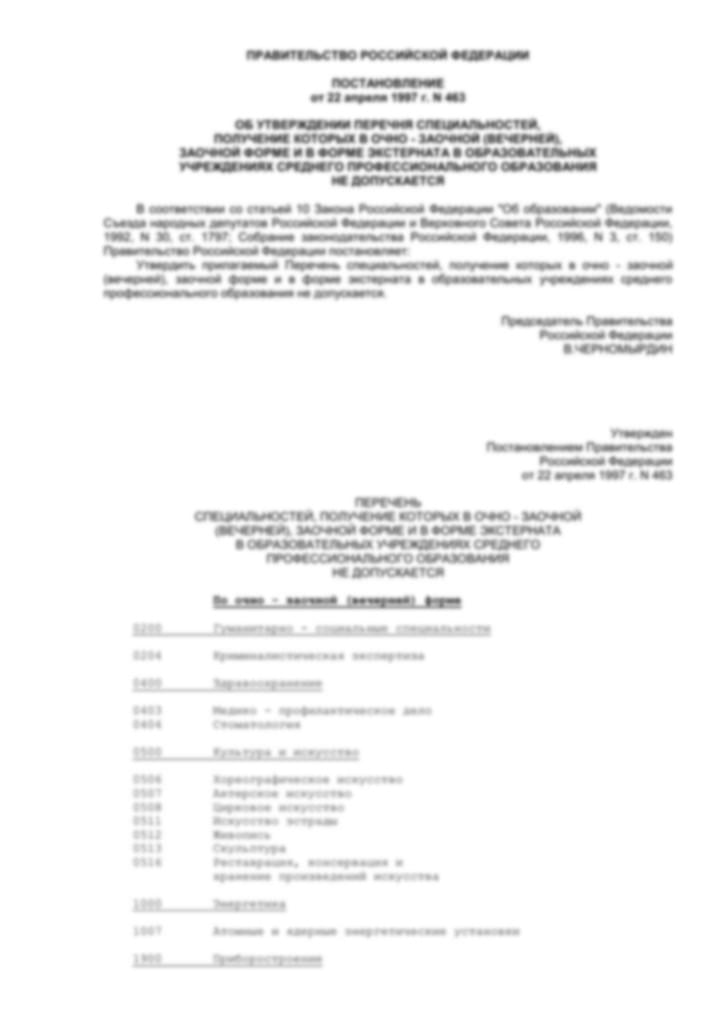 ПРАВИТЕЛЬСТВО РОССИЙСКОЙ ФЕДЕРАЦИИ
ПОСТАНОВЛЕНИЕ
от 22 апреля 1997 г. N 463
ОБ УТВЕРЖДЕНИИ ПЕРЕЧНЯ СПЕЦИАЛЬНОСТЕЙ,
ПОЛУЧЕНИЕ КОТОРЫХ В ОЧНО - ЗАОЧНОЙ (ВЕЧЕРНЕЙ),
ЗАОЧНОЙ ФОРМЕ И В ФОРМЕ ЭКСТЕРНАТА В ОБРАЗОВАТЕЛЬНЫХ
УЧРЕЖДЕНИЯХ СРЕДНЕГО ПРОФЕССИОНАЛЬНОГО ОБРАЗОВАНИЯ
НЕ ДОПУСКАЕТСЯ
В соответствии со статьей 10 Закона Российской Федерации "Об образовании" (Ведомости
Съезда народных депутатов Российской Федерации и Верховного Совета Российской Федерации,
1992, N 30, ст. 1797; Собрание законодательства Российской Федерации, 1996, N 3, ст. 150)
Правительство Российской Федерации постановляет:
Утвердить прилагаемый Перечень специальностей, получение которых в очно - заочной
(вечерней), заочной форме и в форме экстерната в образовательных учреждениях среднего
профессионального образования не допускается.
Председатель Правительства
Российской Федерации
В.ЧЕРНОМЫРДИН
Утвержден
Постановлением Правительства
Российской Федерации
от 22 апреля 1997 г. N 463
ПЕРЕЧЕНЬ
СПЕЦИАЛЬНОСТЕЙ, ПОЛУЧЕНИЕ КОТОРЫХ В ОЧНО - ЗАОЧНОЙ
(ВЕЧЕРНЕЙ), ЗАОЧНОЙ ФОРМЕ И В ФОРМЕ ЭКСТЕРНАТА
В ОБРАЗОВАТЕЛЬНЫХ УЧРЕЖДЕНИЯХ СРЕДНЕГО
ПРОФЕССИОНАЛЬНОГО ОБРАЗОВАНИЯ
НЕ ДОПУСКАЕТСЯ
По очно - заочной (вечерней) форме
0200 Гуманитарно - социальные специальности
0204 Криминалистическая экспертиза
0400 Здравоохранение
0403 Медико - профилактическое дело
0404 Стоматология
0500 Культура и искусство
0506 Хореографическое искусство
0507 Актерское искусство
0508 Цирковое искусство
0511 Искусство эстрады
0512 Живопись
0513 Скульптура
0516 Реставрация, консервация и
хранение произведений искусства
1000 Энергетика
1007 Атомные и ядерные энергетические установки
1900 Приборостроение